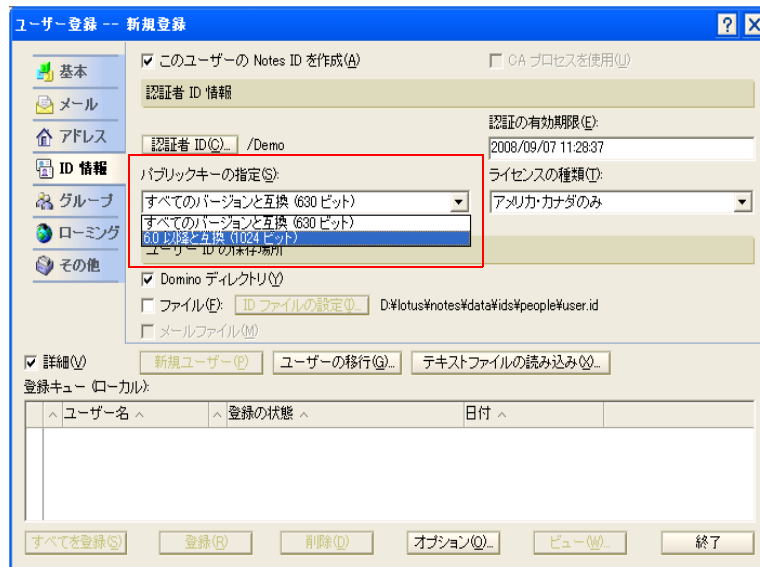 ユーザー登録 -- 新規登録
基本
メール
アドレス
ID 情報
グループ
ローミング
その他
このユーザーの Notes ID を作成(A)
CA プロセスを使用(U)
認証者 ID 情報
認証者 ID(C)...
/Demo
認証の有効期限(E):
2008/09/07 11:28:37
パブリックキーの指定(S):
すべてのバージョンと互換 (630 ビット)
すべてのバージョンと互換 (630 ビット)
6.0 以降と互換 (1024 ビット)
ライセンスの種類(T):
アメリカ・カナダのみ
ユーザー ID の保存場所
Domino ディレクトリ(Y)
ファイル(F):
ID ファイルの設定(I)...
D:¥lotus¥notes¥data¥ids¥people¥user.id
メールファイル(M)
詳細(V)
新規ユーザー(P)
ユーザーの移行(G)...
テキストファイルの読み込み(X)...
登録キュー (ローカル):
ユーザー名
登録の状態
日付
すべてを登録(S)
登録(R)
削除(D)
オプション(O)...
ビュー(W)...
終了